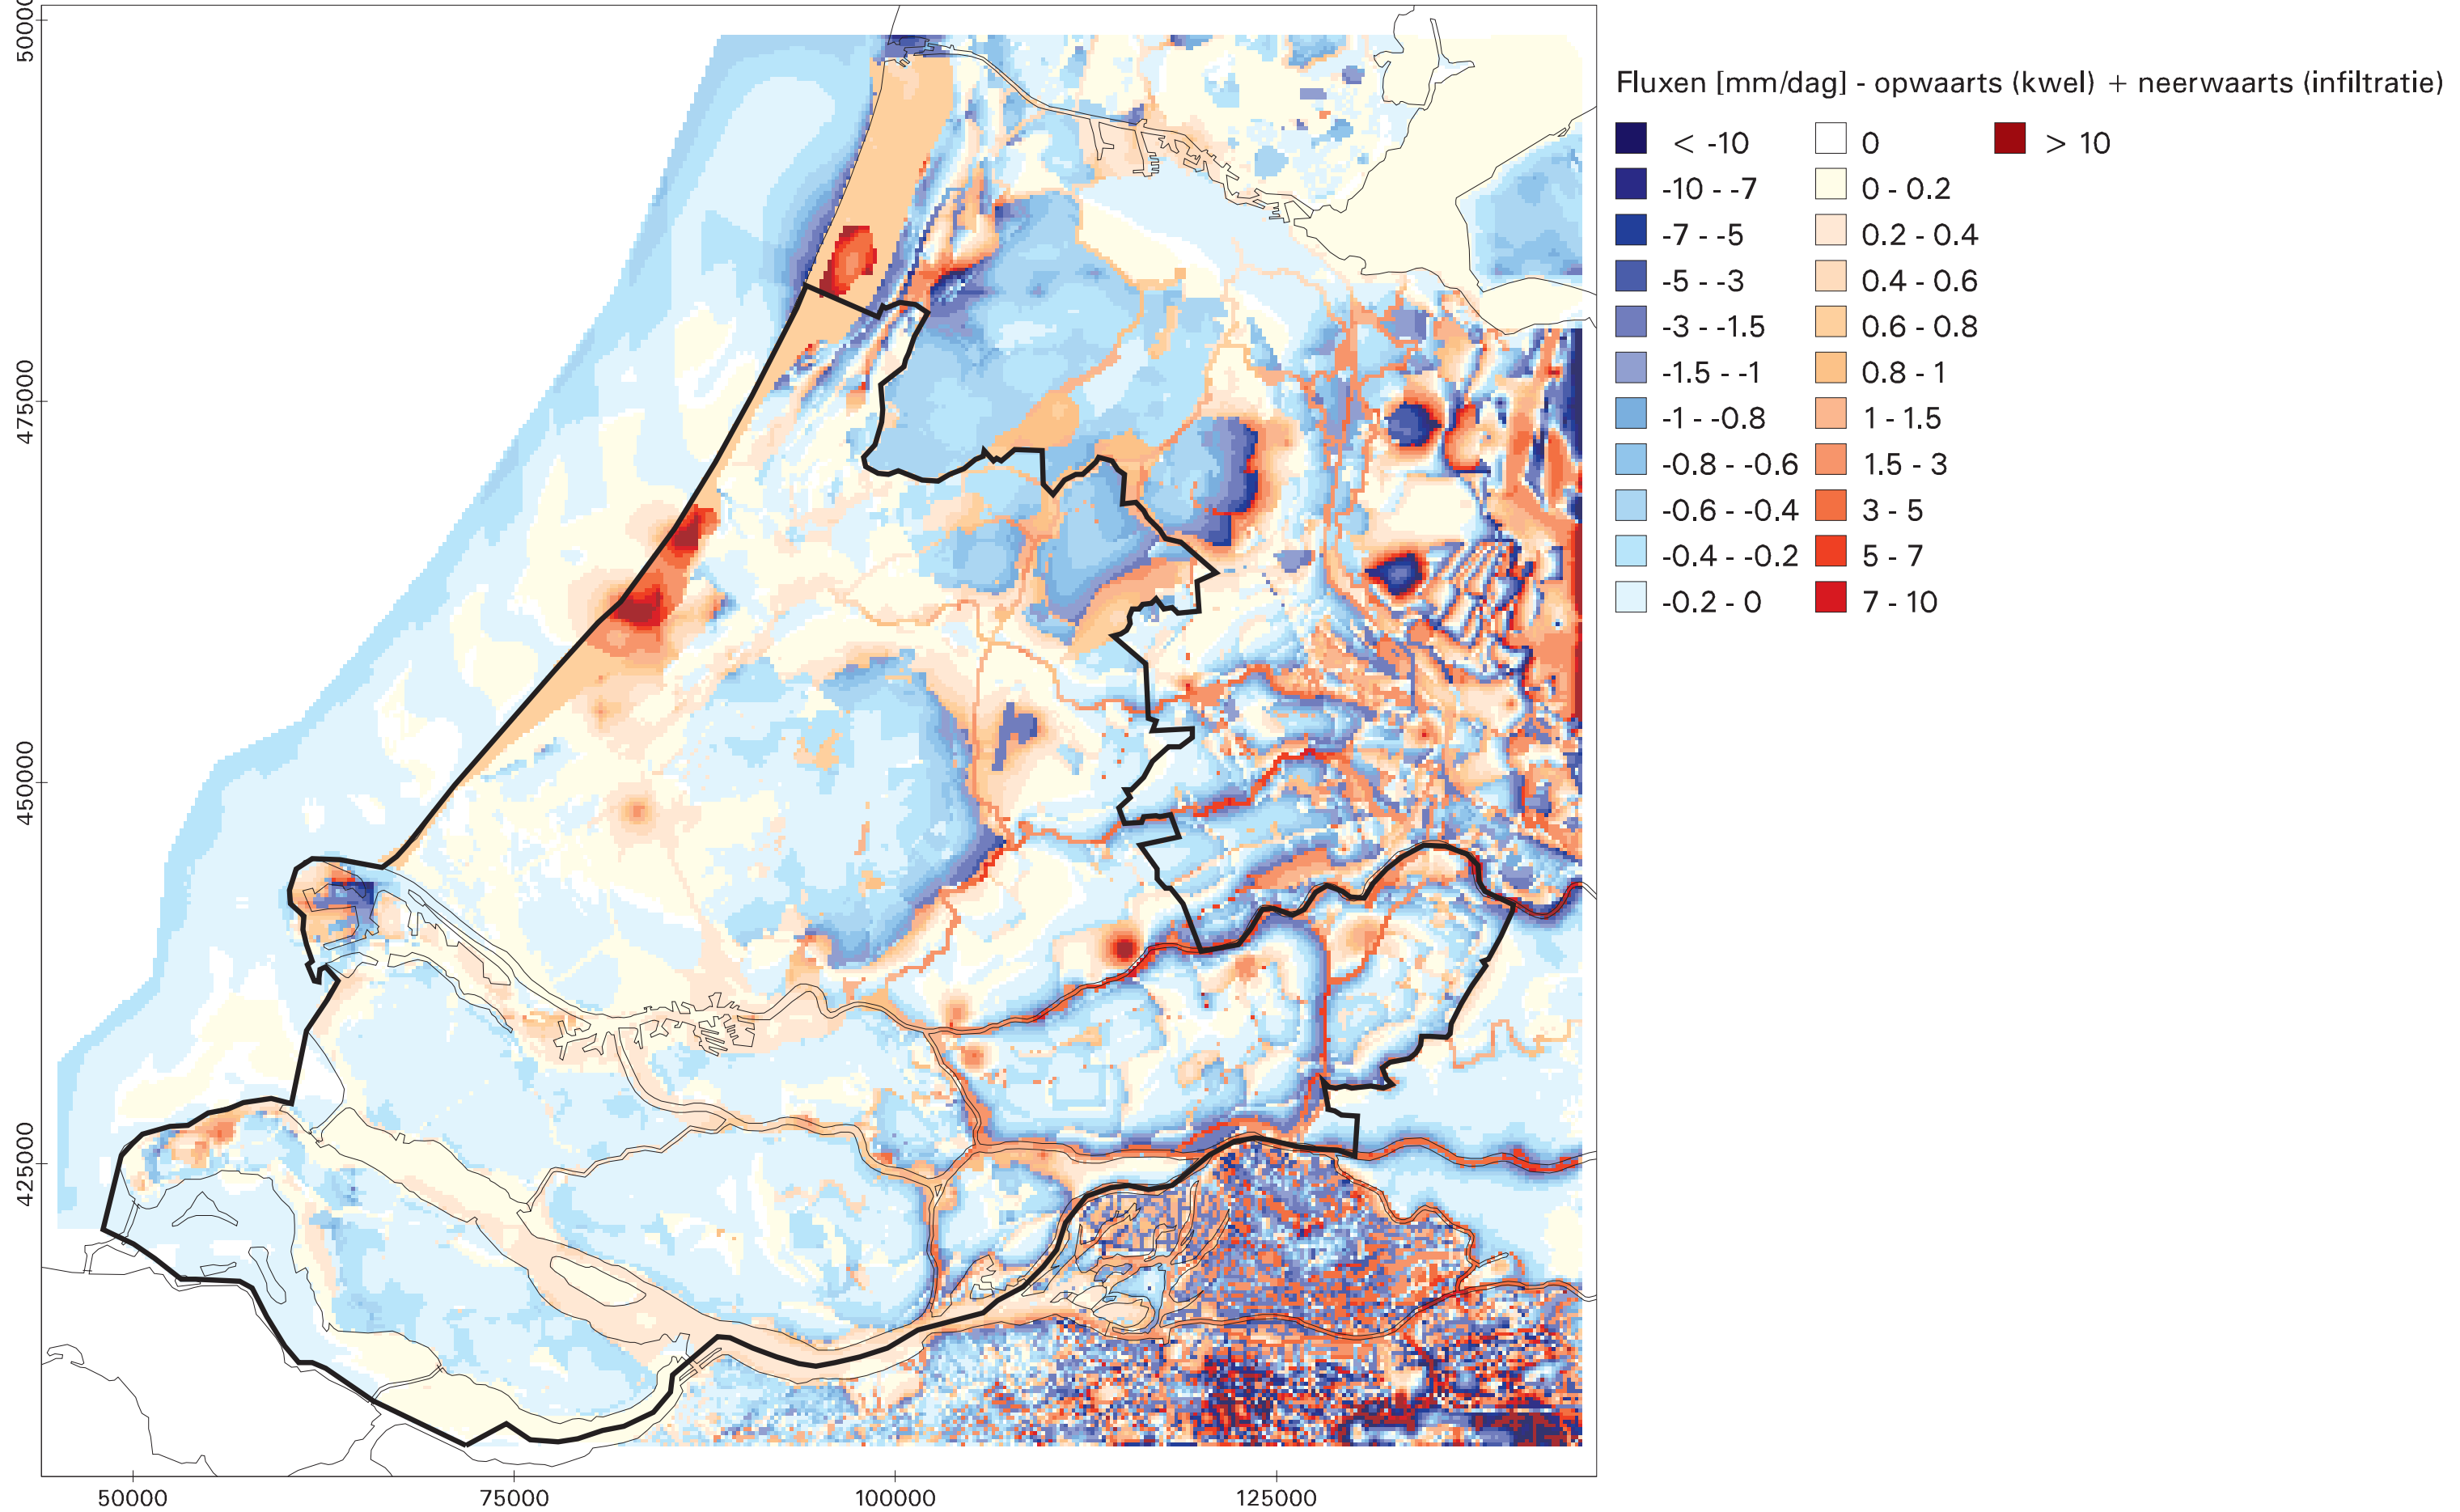 Fluxen [mm/dag] - opwaarts (kwel) + neerwaarts (infiltratie)
< -10
-10 - -7
-7 - -5
-5 - -3
-3 - -1.5
-1.5 - -1
-1 - -0.8
-0.8 - -0.6
-0.6 - -0.4
-0.4 - -0.2
-0.2 - 0
0
0 - 0.2
0.2 - 0.4
0.4 - 0.6
0.6 - 0.8
0.8 - 1
1 - 1.5
1.5 - 3
3 - 5
5 - 7
7 - 10
> 10
500000
475000
450000
425000
50000
75000
100000
125000